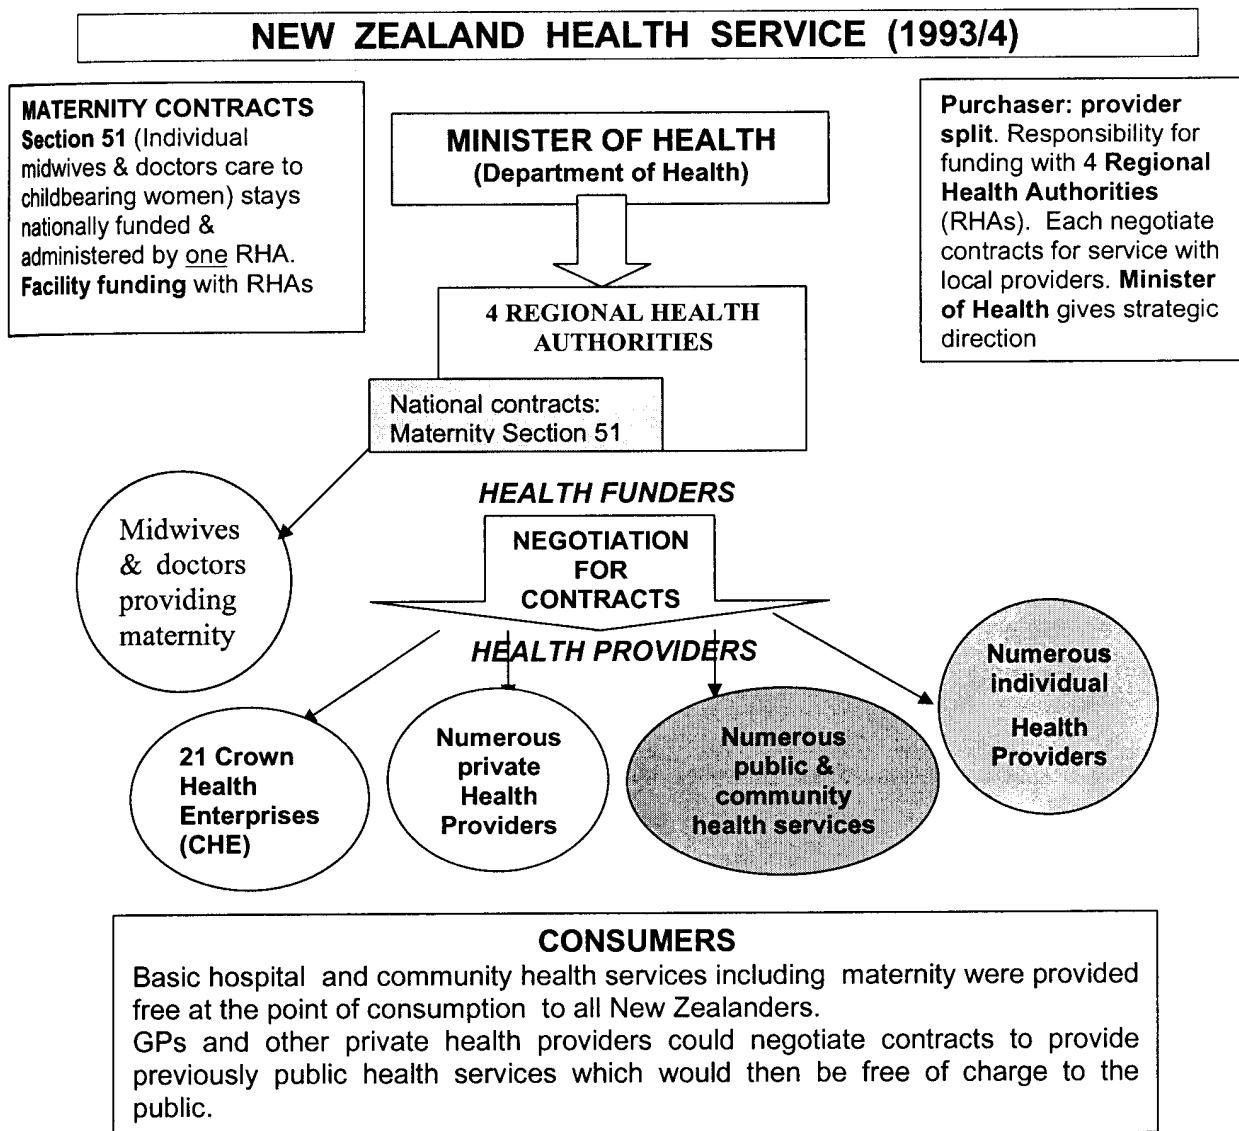 NEW ZEALAND HEALTH SERVICE (1993/4)
MATERNITY CONTRACTS
Section 51 (Individual
midwives & doctors care to
childbearing women) stays
nationally funded &
administered by one RHA.
Facility funding with RHAs
MINISTER OF HEALTH
(Department of Health)
Purchaser: provider
split. Responsibility for
funding with 4 Regional
Health Authorities
(RHAs). Each negotiate
contracts for service with
local providers. Minister
of Health gives strategic
direction
4 REGIONAL HEALTH
AUTHORITIES
National contracts:
Maternity Section 51
HEALTH FUNDERS
Midwives
& doctors
providing
maternity
NEGOTIATION
FOR
CONTRACTS
HEALTH PROVIDERS
21 Crown
Health
Enterprises
(CHE)
Numerous
private
Health
Providers
Numerous
public &
community
health services
Numerous
individual
Health
Providers
CONSUMERS
Basic hospital and community health services including maternity were provided
free at the point of consumption to all New Zealanders.
GPs and other private health providers could negotiate contracts to provide
previously public health services which would then be free of charge to the
public.